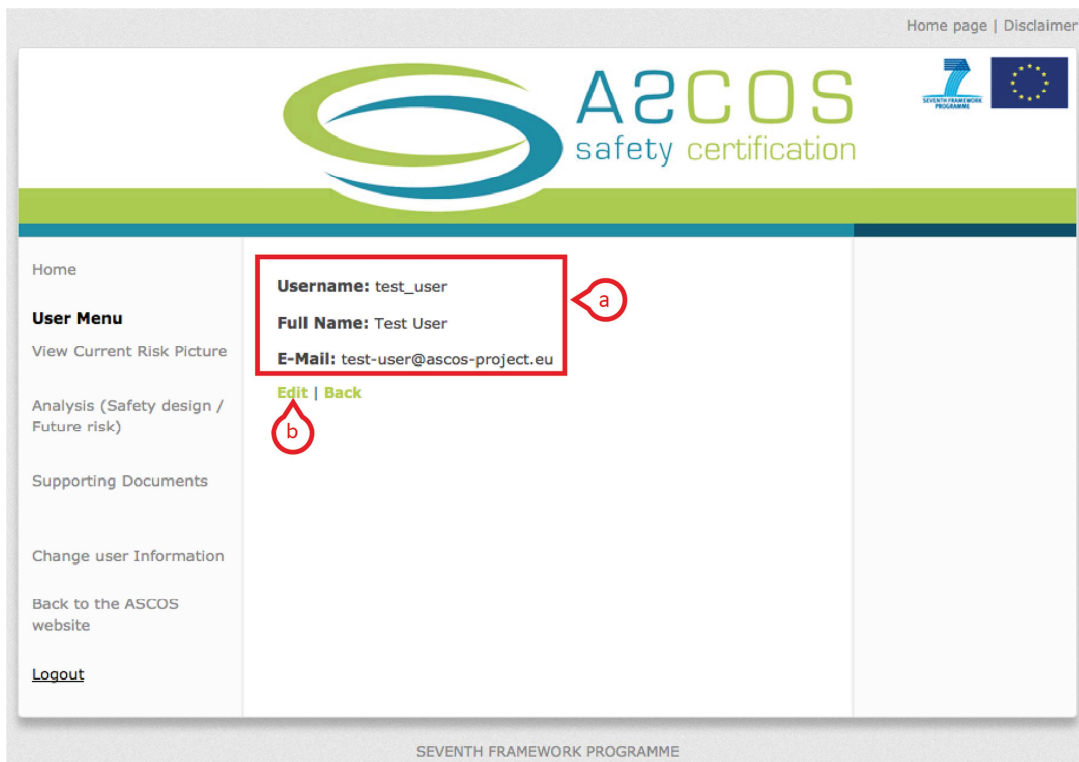 Home page | Disclaimer
ASCOS
safety certification
7
SEVENTH FRAMEWORK
PROGRAMME
Home
User Menu
View Current Risk Picture
Analysis (Safety design /
Future risk)
Supporting Documents
Change user Information
Back to the ASCOS
website
Logout
Username: test_user
Full Name: Test User
E-Mail: test-user@ascos-project.eu
a
Edit | Back
b
SEVENTH FRAMEWORK PROGRAMME